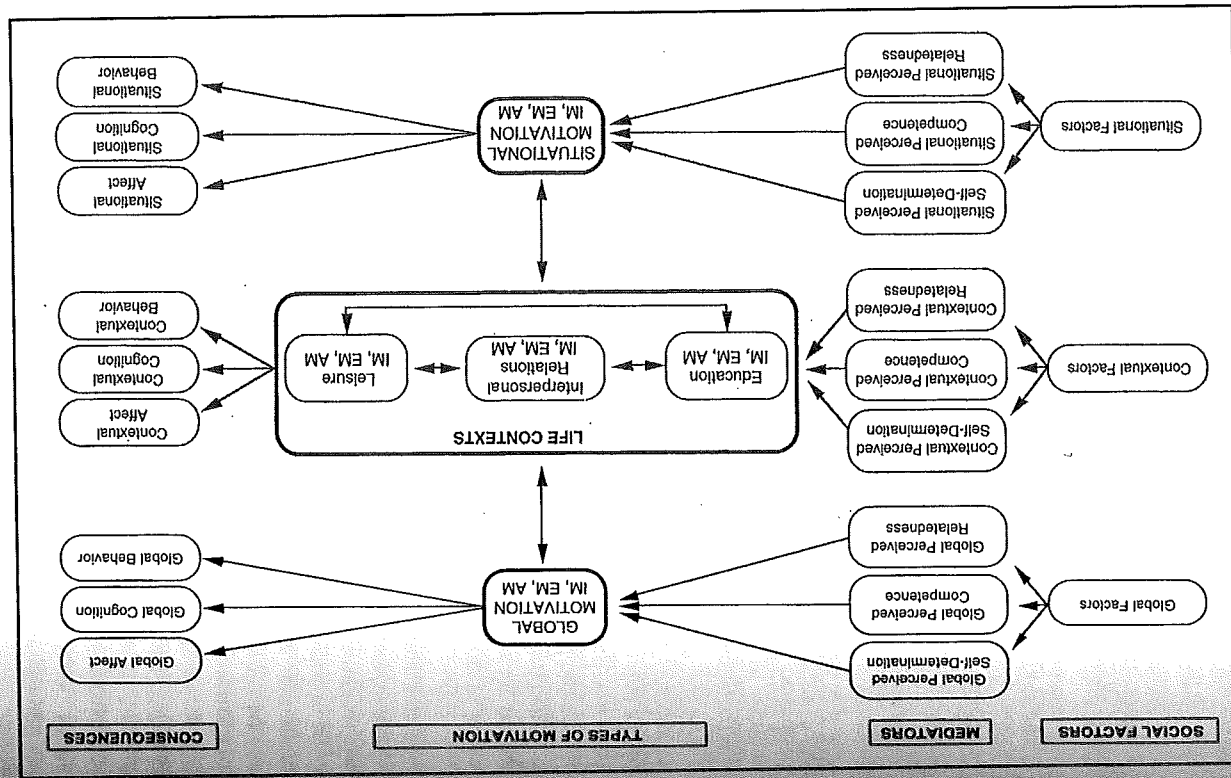 SOCIAL FACTORS
MEDIATORS
TYPES OF MOTIVATION
CONSEQUENCES
Global Factors
Global Perceived
Self-Determination
Global Perceived
Competence
Global Perceived
Relatedness
GLOBAL
MOTIVATION
IM, EM, AM
Global Affect
Global Cognition
Global Behavior
Contextual Factors
Contextual Perceived
Self-Determination
Contextual Perceived
Competence
Contextual Perceived
Relatedness
LIFE CONTEXTS
Education
IM, EM, AM
Interpersonal
Relations
IM, EM, AM
Leisure
IM, EM, AM
Contextual
Affect
Contextual
Cognition
Contextual
Behavior
Situational Factors
Situational Perceived
Self-Determination
Situational Perceived
Competence
Situational Perceived
Relatedness
SITUATIONAL
MOTIVATION
IM, EM, AM
Situational
Affect
Situational
Cognition
Situational
Behavior